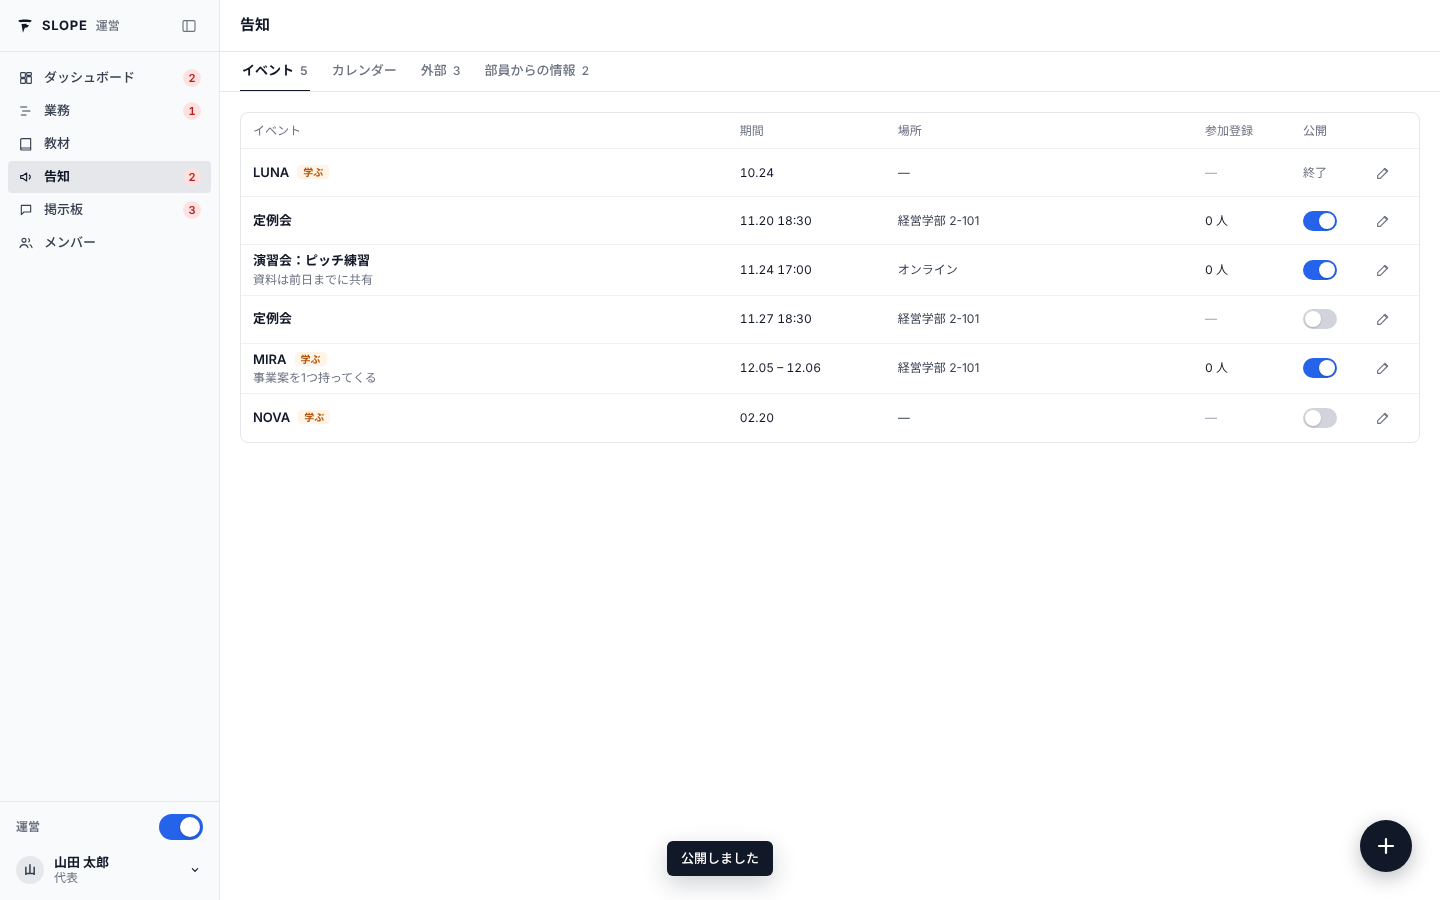 SLOPE 運営
ダッシュボード 2
業務 1
教材
告知 2
掲示板 3
メンバー
運営
山 山田 太郎
代表
告知
イベント 5 カレンダー 外部 3 部員からの情報 2
イベント 期間 場所 参加登録 公開
LUNA 学ぶ 10.24 — — 終了
定例会 11.20 18:30 経営学部 2-101 0 人
演習会：ピッチ練習 11.24 17:00 オンライン 0 人
資料は前日までに共有
定例会 11.27 18:30 経営学部 2-101 —
MIRA 学ぶ 12.05 – 12.06 経営学部 2-101 0 人
事業案を1つ持ってくる
NOVA 学ぶ 02.20 — —
公開しました